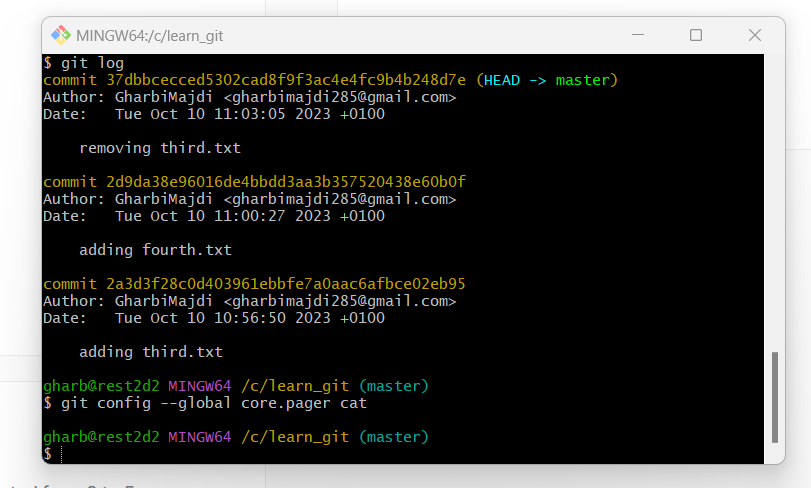 MINGW64:/c/learn_git
$ git log
commit 37dbbcecced5302cad8f9f3ac4e4fc9b4b248d7e (HEAD -> master)
Author: GharbiMajdi <gharbimajdi285@gmail.com>
Date:   Tue Oct 10 11:03:05 2023 +0100
removing third.txt
commit 2d9da38e96016de4bbdd3aa3b357520438e60b0f
Author: GharbiMajdi <gharbimajdi285@gmail.com>
Date:   Tue Oct 10 11:00:27 2023 +0100
adding fourth.txt
commit 2a3d3f28c0d403961ebbfe7a0aac6afbce02eb95
Author: GharbiMajdi <gharbimajdi285@gmail.com>
Date:   Tue Oct 10 10:56:50 2023 +0100
adding third.txt
gharb@rest2d2 MINGW64 /c/learn_git (master)
$ git config --global core.pager cat
gharb@rest2d2 MINGW64 /c/learn_git (master)
$